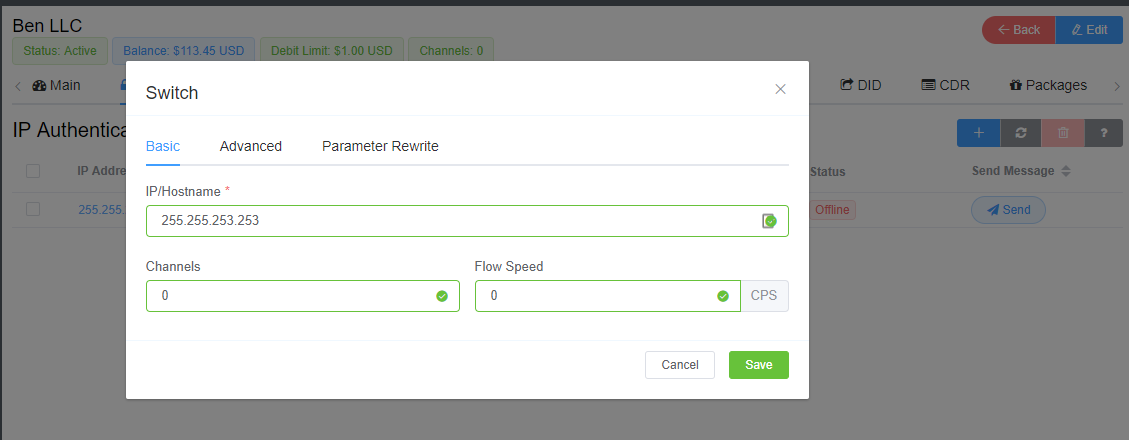 Ben LLC
Back
Edit
Status: Active
Balance: $113.45 USD
Debit Limit: $1.00 USD
Channels: 0
Main
DID
CDR
Packages
Switch
IP Authentica
?
Basic
Advanced
Parameter Rewrite
IP Addre
Status
Send Message
IP/Hostname *
255.255.
Offline
Send
255.255.253.253
Channels
Flow Speed
0
0
CPS
Cancel
Save